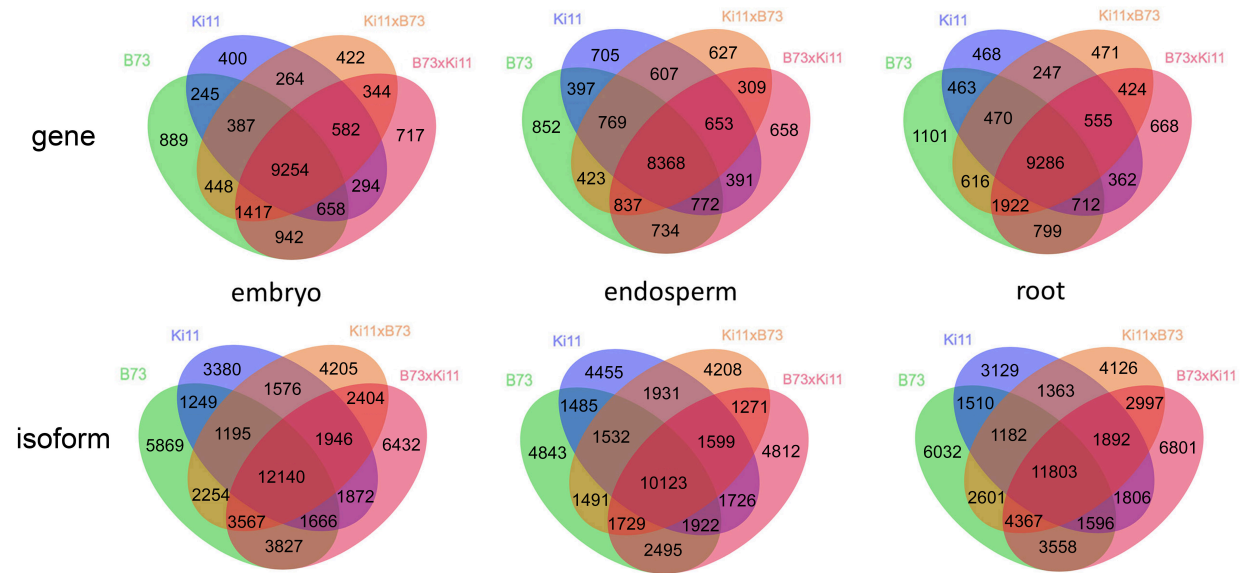 Ki11 Ki11xB73 Ki11 Ki11xB73 Ki11 Ki11xB73
B73 400 422 B73xKi11 B73 705 627 B73xKi11 B73 468 471 B73xKi11
245 264 344 397 607 309 463 247 424
gene 889 387 582 717 852 769 653 658 1101 470 555 668
9254 8368 9286
448 294 423 391 616 362
1417 658 837 772 1922 712
942 734 799
embryo endosperm root
Ki11 Ki11xB73 Ki11 Ki11xB73 Ki11 Ki11xB73
B73 3380 4205 B73xKi11 B73 4455 4208 B73xKi11 B73 3129 4126 B73xKi11
1249 1576 2404 1485 1931 1271 1510 1363 2997
isoform 5869 1195 1946 6432 4843 1532 1599 4812 6032 1182 1892 6801
12140 10123 11803
2254 1872 1491 1726 2601 1806
3567 1666 1729 1922 4367 1596
3827 2495 3558